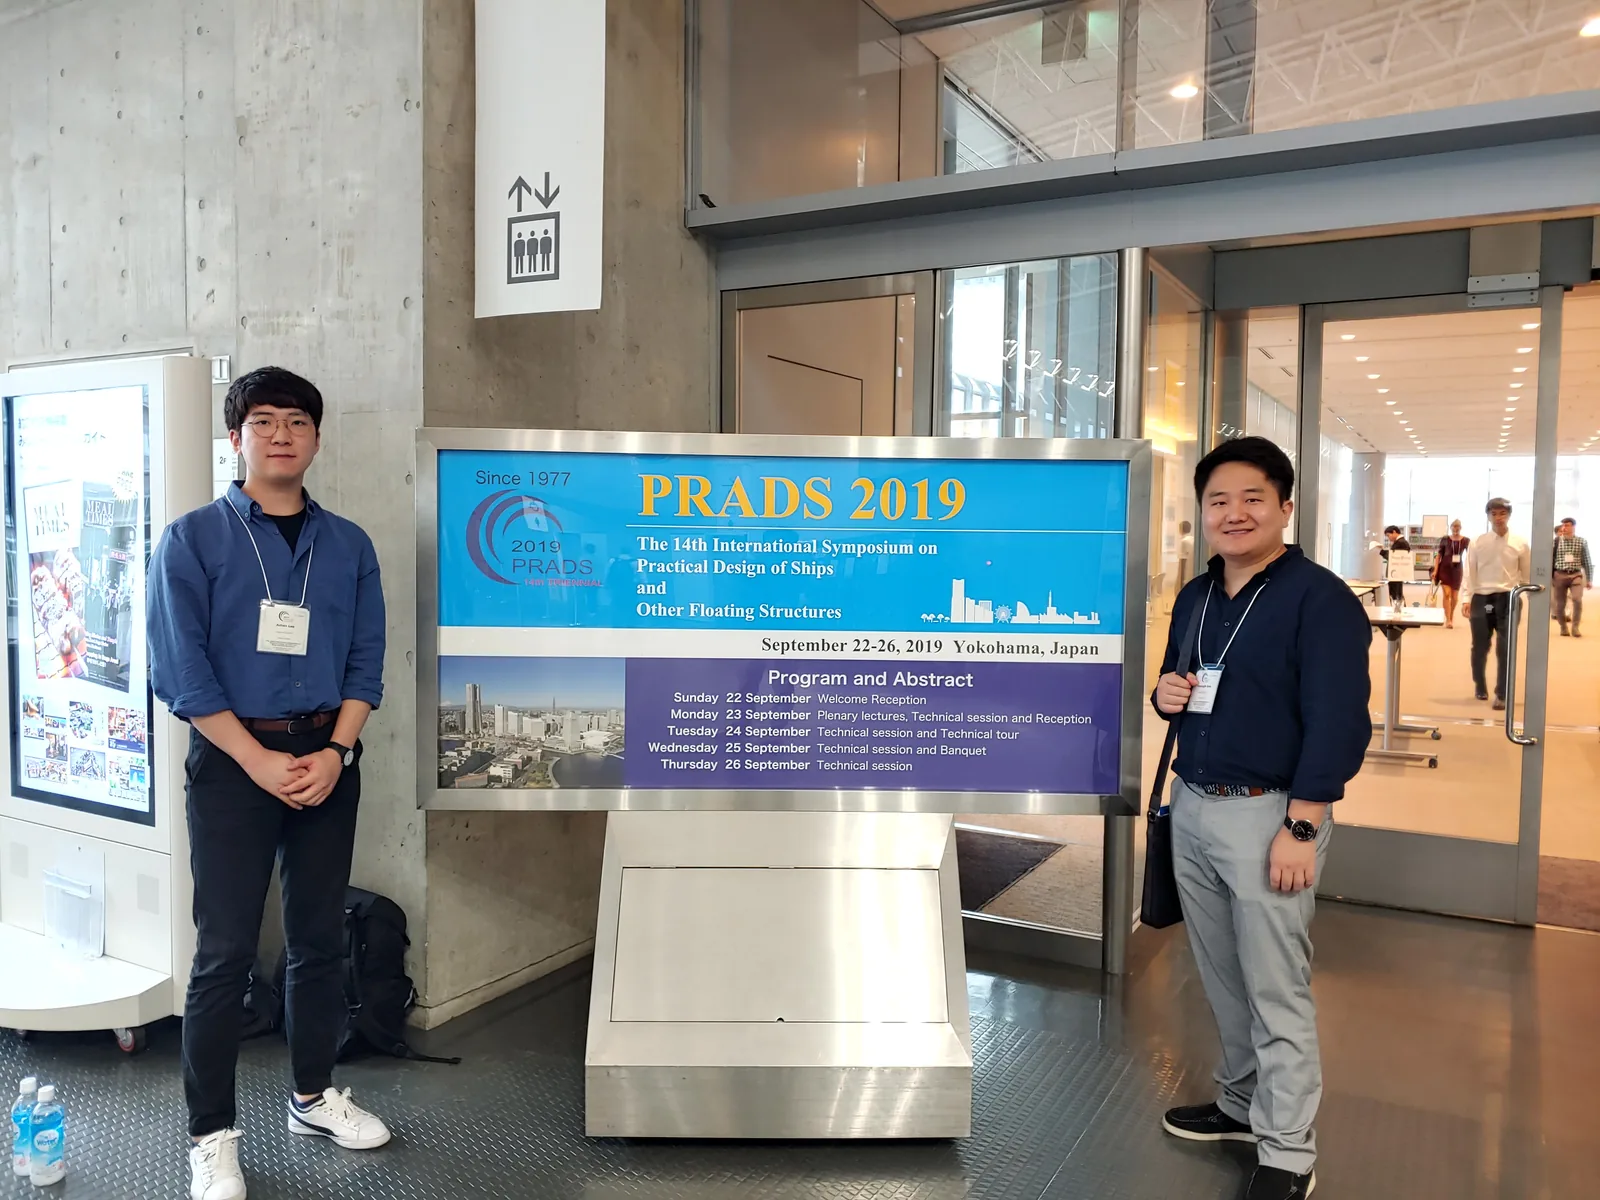 Since 1977
2019
PRADS
PRADS 2019
The 14th International Symposium on
Practical Design of Ships
and
Other Floating Structures
September 22-26, 2019 Yokohama, Japan
Program and Abstract
Sunday 22 September Welcome Reception
Monday 23 September Plenary lectures, Technical session and Reception
Tuesday 24 September Technical session and Technical tour
Wednesday 25 September Technical session and Banquet
Thursday 26 September Technical session